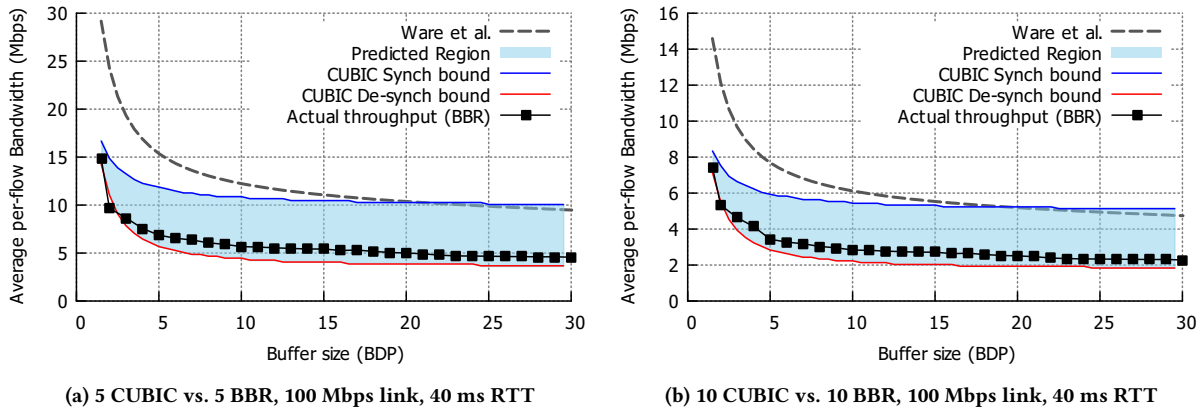 30
25
20
15
10
5
0
Average per-flow Bandwidth (Mbps)
Ware et al.
Predicted Region
CUBIC Synch bound
CUBIC De-synch bound
Actual throughput (BBR)
0 5 10 15 20 25 30
Buffer size (BDP)
(a) 5 CUBIC vs. 5 BBR, 100 Mbps link, 40 ms RTT
16
14
12
10
8
6
4
2
0
Average per-flow Bandwidth (Mbps)
Ware et al.
Predicted Region
CUBIC Synch bound
CUBIC De-synch bound
Actual throughput (BBR)
0 5 10 15 20 25 30
Buffer size (BDP)
(b) 10 CUBIC vs. 10 BBR, 100 Mbps link, 40 ms RTT